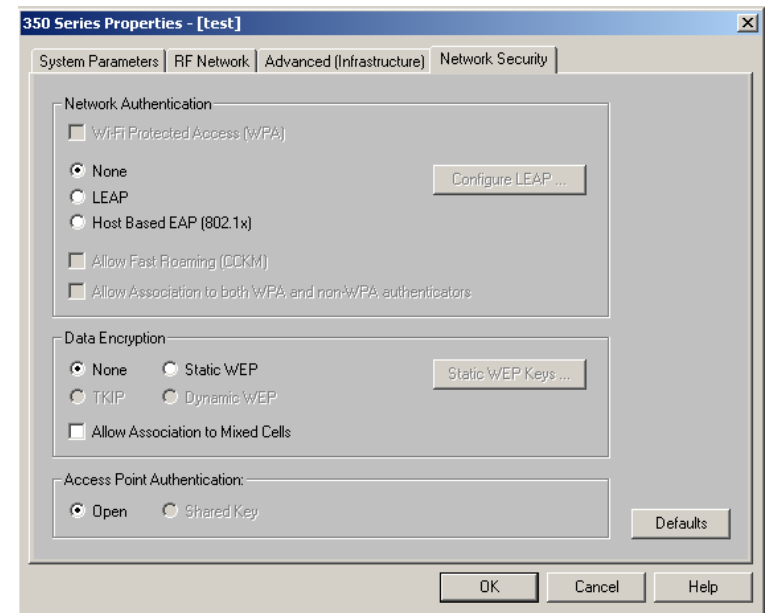 350 Series Properties - [test]
System Parameters RF Network Advanced (Infrastructure) Network Security
Network Authentication
Wi-Fi Protected Access (WPA)
None
Configure LEAP ...
LEAP
Host Based EAP (802.1x)
Allow Fast Roaming (CCKM)
Allow Association to both WPA and non-WPA authenticators
Data Encryption
None Static WEP
Static WEP Keys ...
TKIP Dynamic WEP
Allow Association to Mixed Cells
Access Point Authentication:
Open Shared Key
Defaults
OK Cancel Help